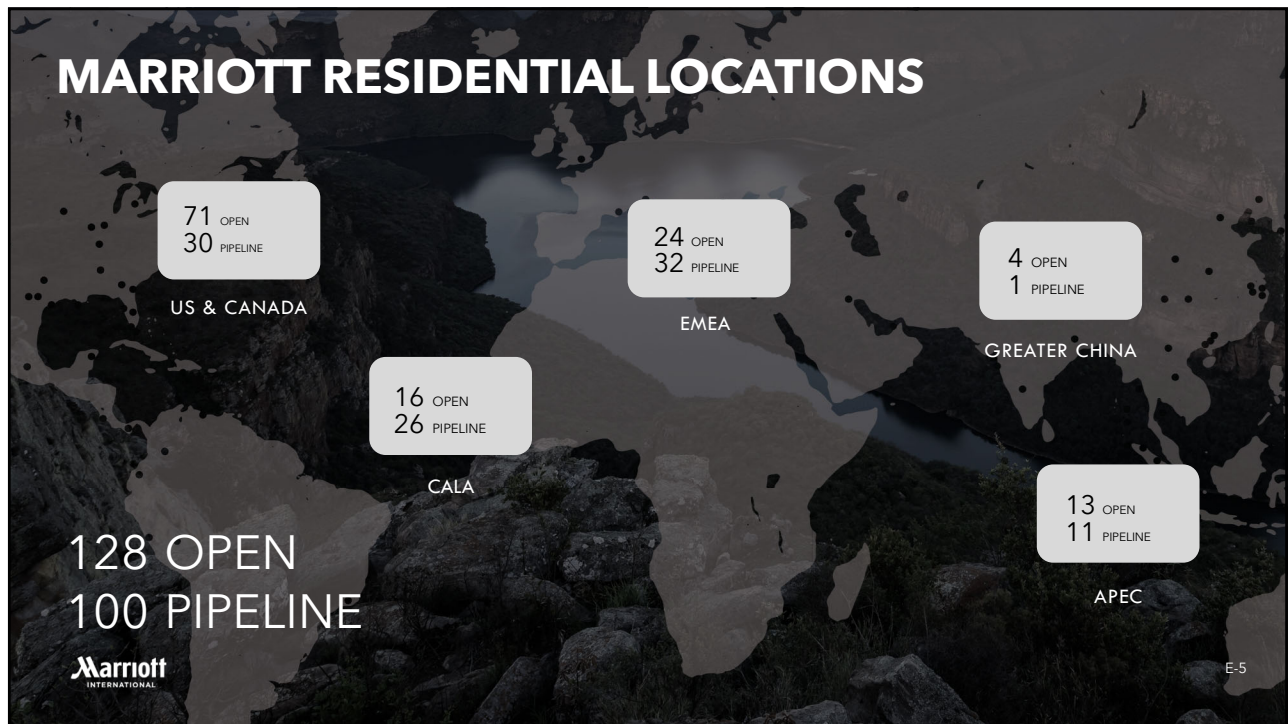 MARRIOTT RESIDENTIAL LOCATIONS
71 OPEN
30 PIPELINE
US & CANADA
24 OPEN
32 PIPELINE
EMEA
4 OPEN
1 PIPELINE
GREATER CHINA
16 OPEN
26 PIPELINE
CALA
13 OPEN
11 PIPELINE
APEC
128 OPEN
100 PIPELINE
Marriott
INTERNATIONAL
E-5